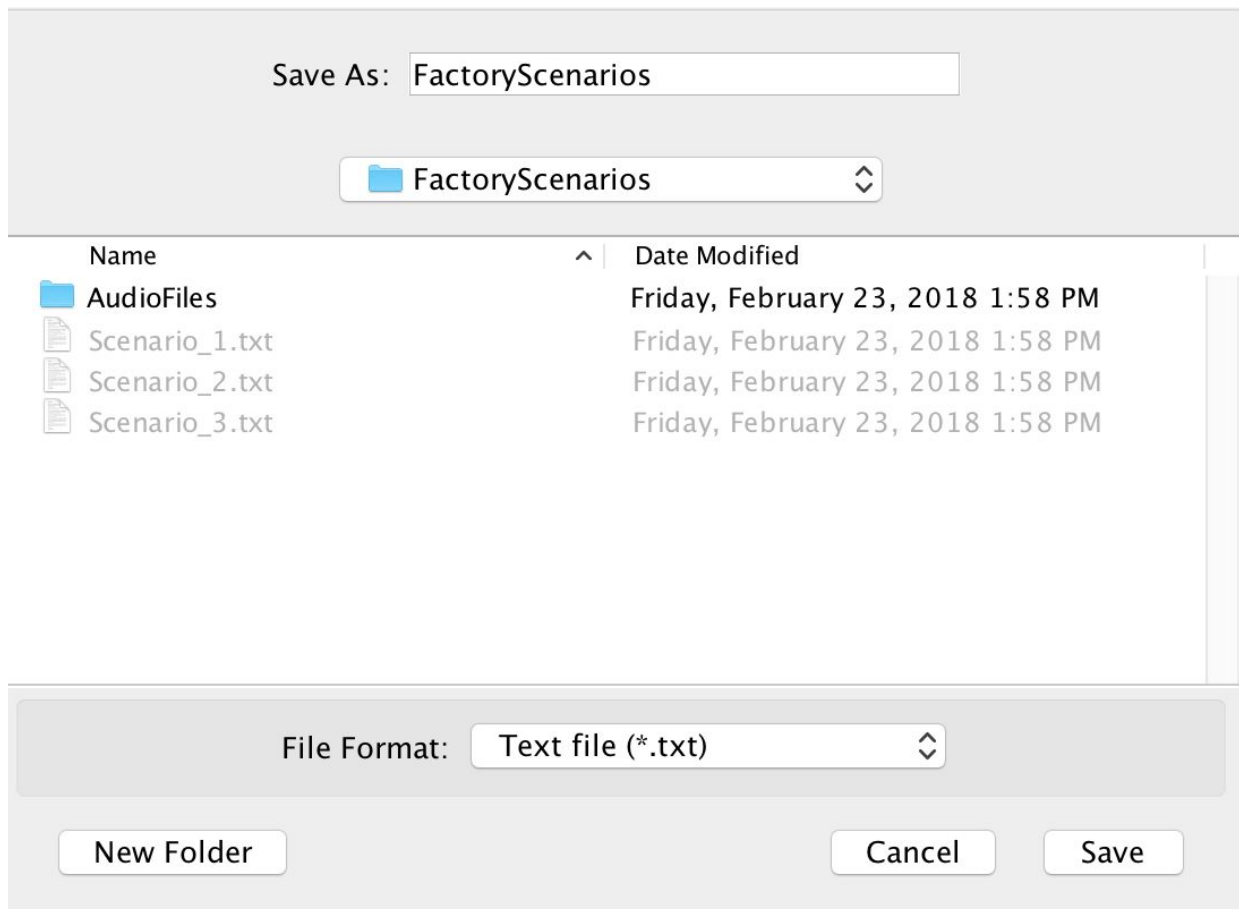 Save As: FactoryScenarios
FactoryScenarios
Name Date Modified
AudioFiles Friday, February 23, 2018 1:58 PM
Scenario_1.txt Friday, February 23, 2018 1:58 PM
Scenario_2.txt Friday, February 23, 2018 1:58 PM
Scenario_3.txt Friday, February 23, 2018 1:58 PM
File Format: Text file (*.txt)
New Folder Cancel Save